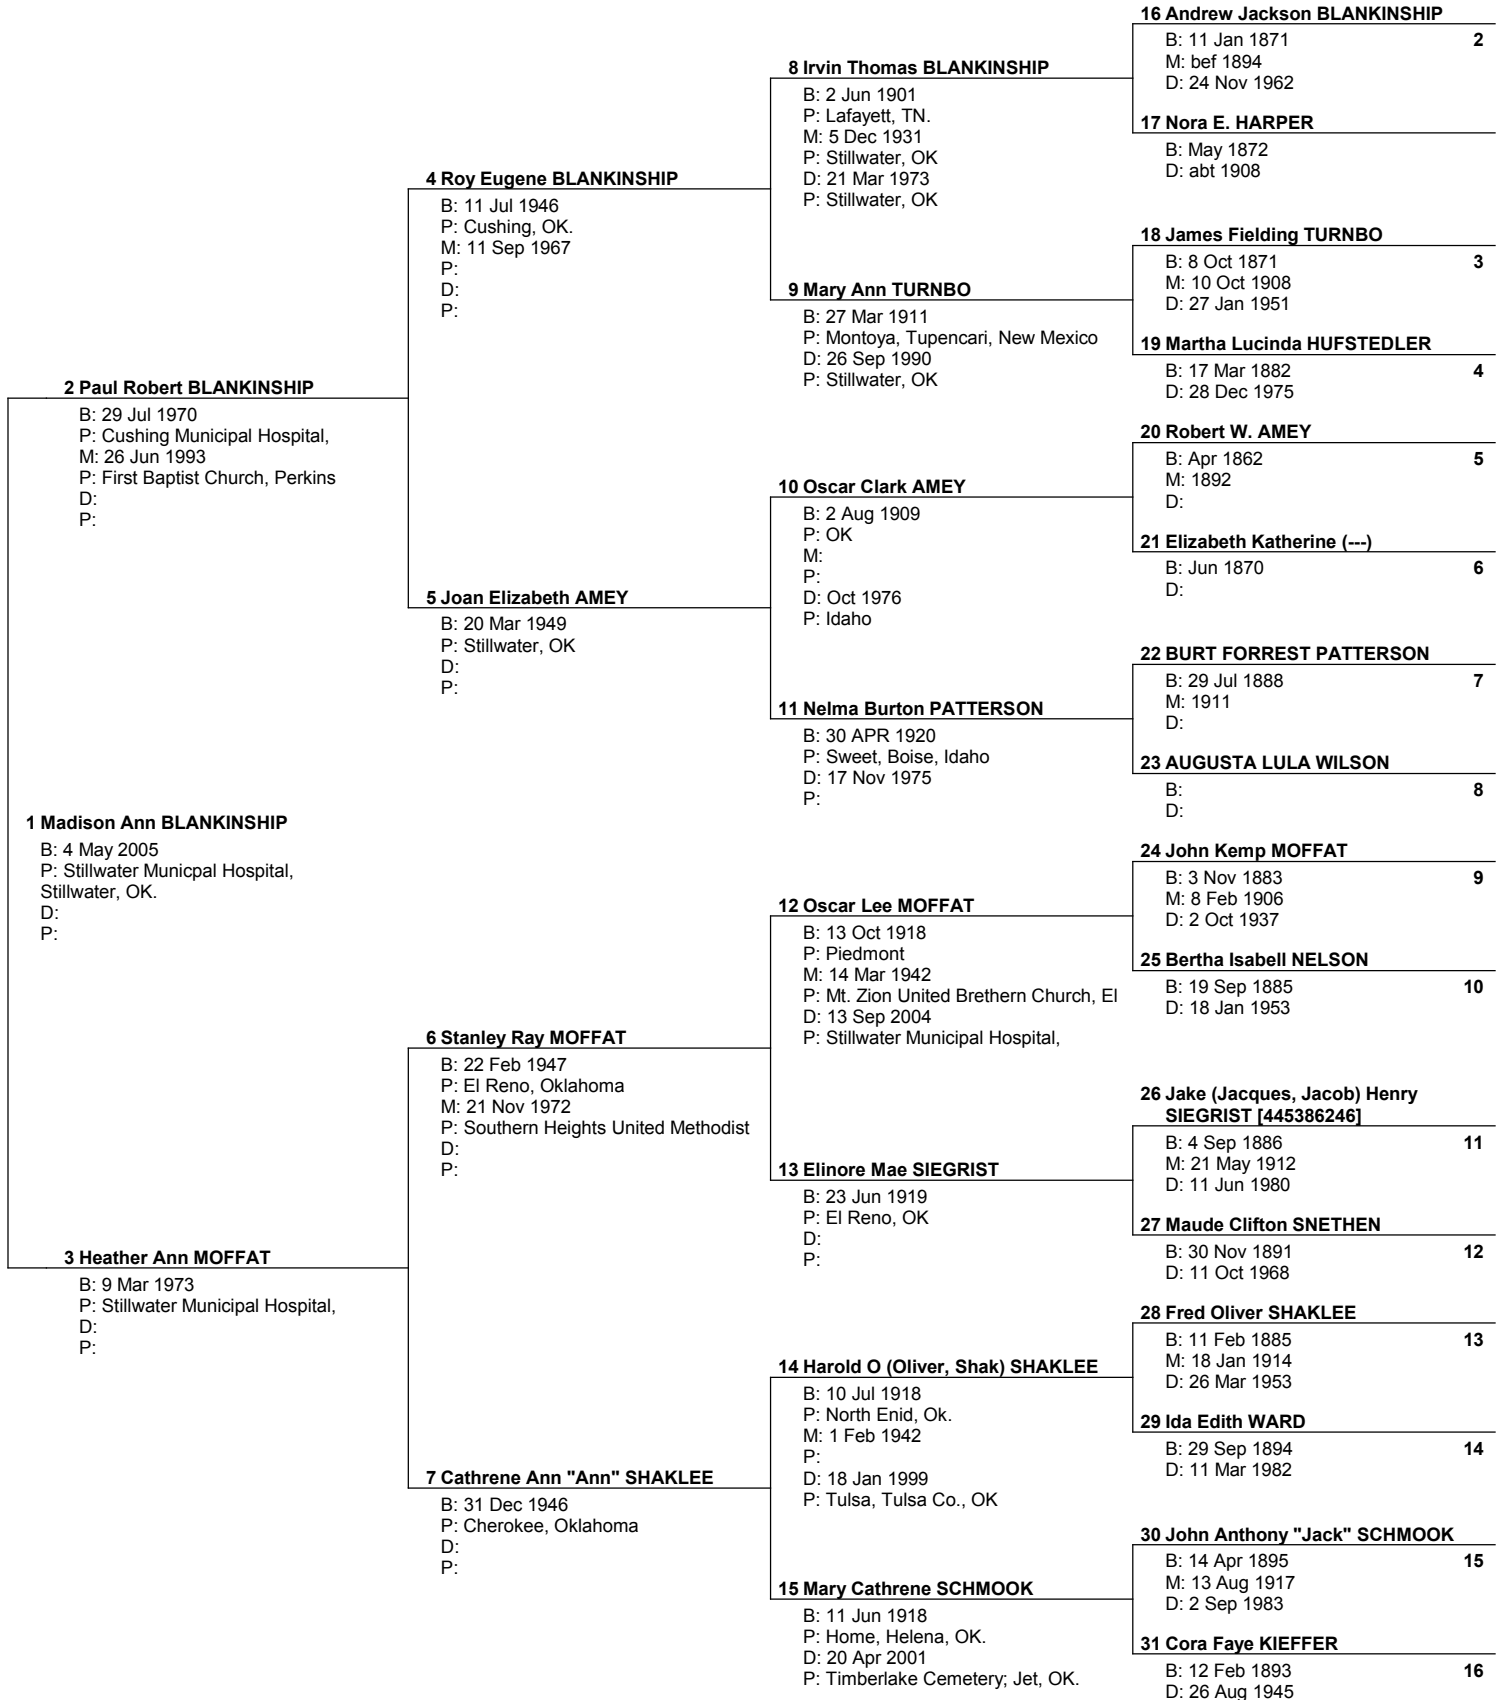 16 Andrew Jackson BLANKINSHIP
B: 11 Jan 1871 2
M: bef 1894
D: 24 Nov 1962
8 Irvin Thomas BLANKINSHIP
B: 2 Jun 1901
P: Lafayett, TN.
M: 5 Dec 1931
P: Stillwater, OK
D: 21 Mar 1973
P: Stillwater, OK
17 Nora E. HARPER
B: May 1872
D: abt 1908
4 Roy Eugene BLANKINSHIP
B: 11 Jul 1946
P: Cushing, OK.
M: 11 Sep 1967
P:
D:
P:
18 James Fielding TURNBO
B: 8 Oct 1871 3
M: 10 Oct 1908
D: 27 Jan 1951
9 Mary Ann TURNBO
B: 27 Mar 1911
P: Montoya, Tupencari, New Mexico
D: 26 Sep 1990
P: Stillwater, OK
19 Martha Lucinda HUFSTEDLER
B: 17 Mar 1882 4
D: 28 Dec 1975
2 Paul Robert BLANKINSHIP
B: 29 Jul 1970
P: Cushing Municipal Hospital,
M: 26 Jun 1993
P: First Baptist Church, Perkins
D:
P:
20 Robert W. AMEY
B: Apr 1862 5
M: 1892
D:
10 Oscar Clark AMEY
B: 2 Aug 1909
P: OK
M:
P:
D: Oct 1976
P: Idaho
21 Elizabeth Katherine (---)
B: Jun 1870 6
D:
5 Joan Elizabeth AMEY
B: 20 Mar 1949
P: Stillwater, OK
D:
P:
22 BURT FORREST PATTERSON
B: 29 Jul 1888 7
M: 1911
D:
11 Nelma Burton PATTERSON
B: 30 APR 1920
P: Sweet, Boise, Idaho
D: 17 Nov 1975
P:
23 AUGUSTA LULA WILSON
B: 8
D:
1 Madison Ann BLANKINSHIP
B: 4 May 2005
P: Stillwater Municpal Hospital,
Stillwater, OK.
D:
P:
24 John Kemp MOFFAT
B: 3 Nov 1883 9
M: 8 Feb 1906
D: 2 Oct 1937
12 Oscar Lee MOFFAT
B: 13 Oct 1918
P: Piedmont
M: 14 Mar 1942
P: Mt. Zion United Brethern Church, El
D: 13 Sep 2004
P: Stillwater Municipal Hospital,
25 Bertha Isabell NELSON
B: 19 Sep 1885 10
D: 18 Jan 1953
6 Stanley Ray MOFFAT
B: 22 Feb 1947
P: El Reno, Oklahoma
M: 21 Nov 1972
P: Southern Heights United Methodist
D:
P:
26 Jake (Jacques, Jacob) Henry
SIEGRIST [445386246]
B: 4 Sep 1886 11
M: 21 May 1912
D: 11 Jun 1980
13 Elinore Mae SIEGRIST
B: 23 Jun 1919
P: El Reno, OK
D:
P:
27 Maude Clifton SNETHEN
B: 30 Nov 1891 12
D: 11 Oct 1968
3 Heather Ann MOFFAT
B: 9 Mar 1973
P: Stillwater Municipal Hospital,
D:
P:
28 Fred Oliver SHAKLEE
B: 11 Feb 1885 13
M: 18 Jan 1914
D: 26 Mar 1953
14 Harold O (Oliver, Shak) SHAKLEE
B: 10 Jul 1918
P: North Enid, Ok.
M: 1 Feb 1942
P:
D: 18 Jan 1999
P: Tulsa, Tulsa Co., OK
29 Ida Edith WARD
B: 29 Sep 1894 14
D: 11 Mar 1982
7 Cathrene Ann "Ann" SHAKLEE
B: 31 Dec 1946
P: Cherokee, Oklahoma
D:
P:
30 John Anthony "Jack" SCHMOOK
B: 14 Apr 1895 15
M: 13 Aug 1917
D: 2 Sep 1983
15 Mary Cathrene SCHMOOK
B: 11 Jun 1918
P: Home, Helena, OK.
D: 20 Apr 2001
P: Timberlake Cemetery; Jet, OK.
31 Cora Faye KIEFFER
B: 12 Feb 1893 16
D: 26 Aug 1945